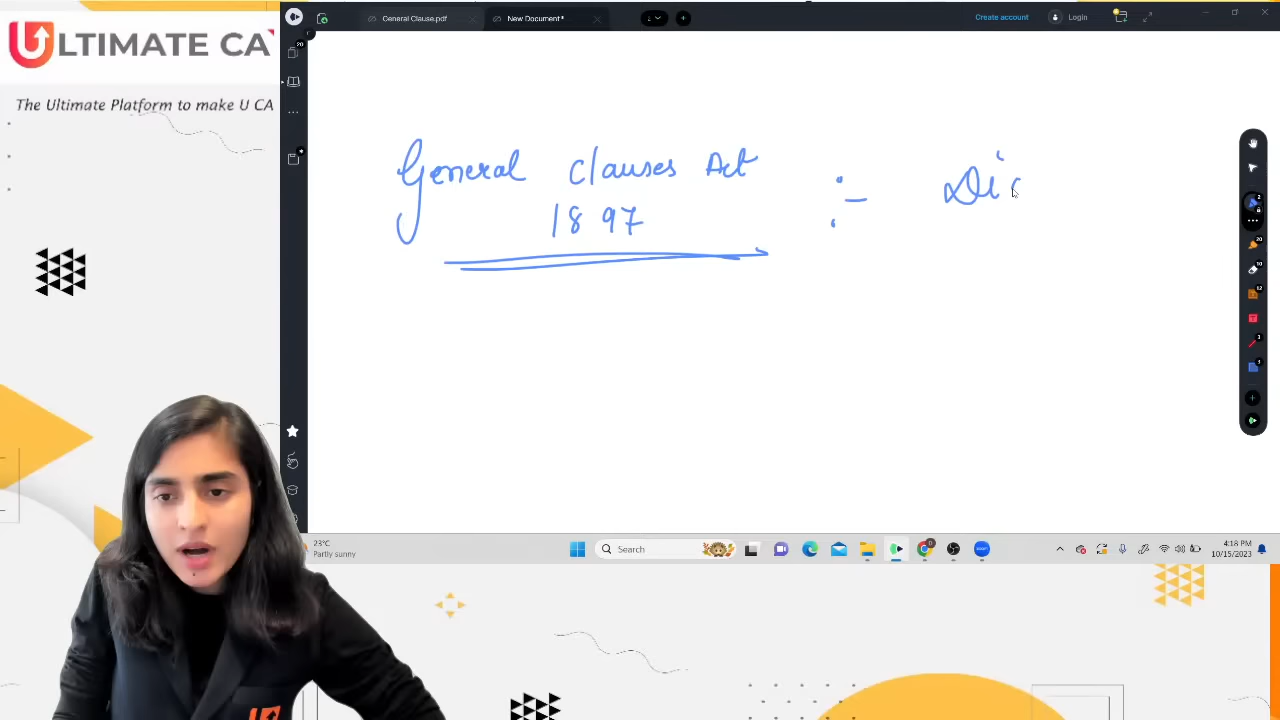 ULTIMATE CA
The Ultimate Platform to make U CA
General Clause.pdf
New Document*
Create account
Login
General Clauses Act
1897
:- Dic
23°C
Partly sunny
Search
4:18 PM
10/15/2023